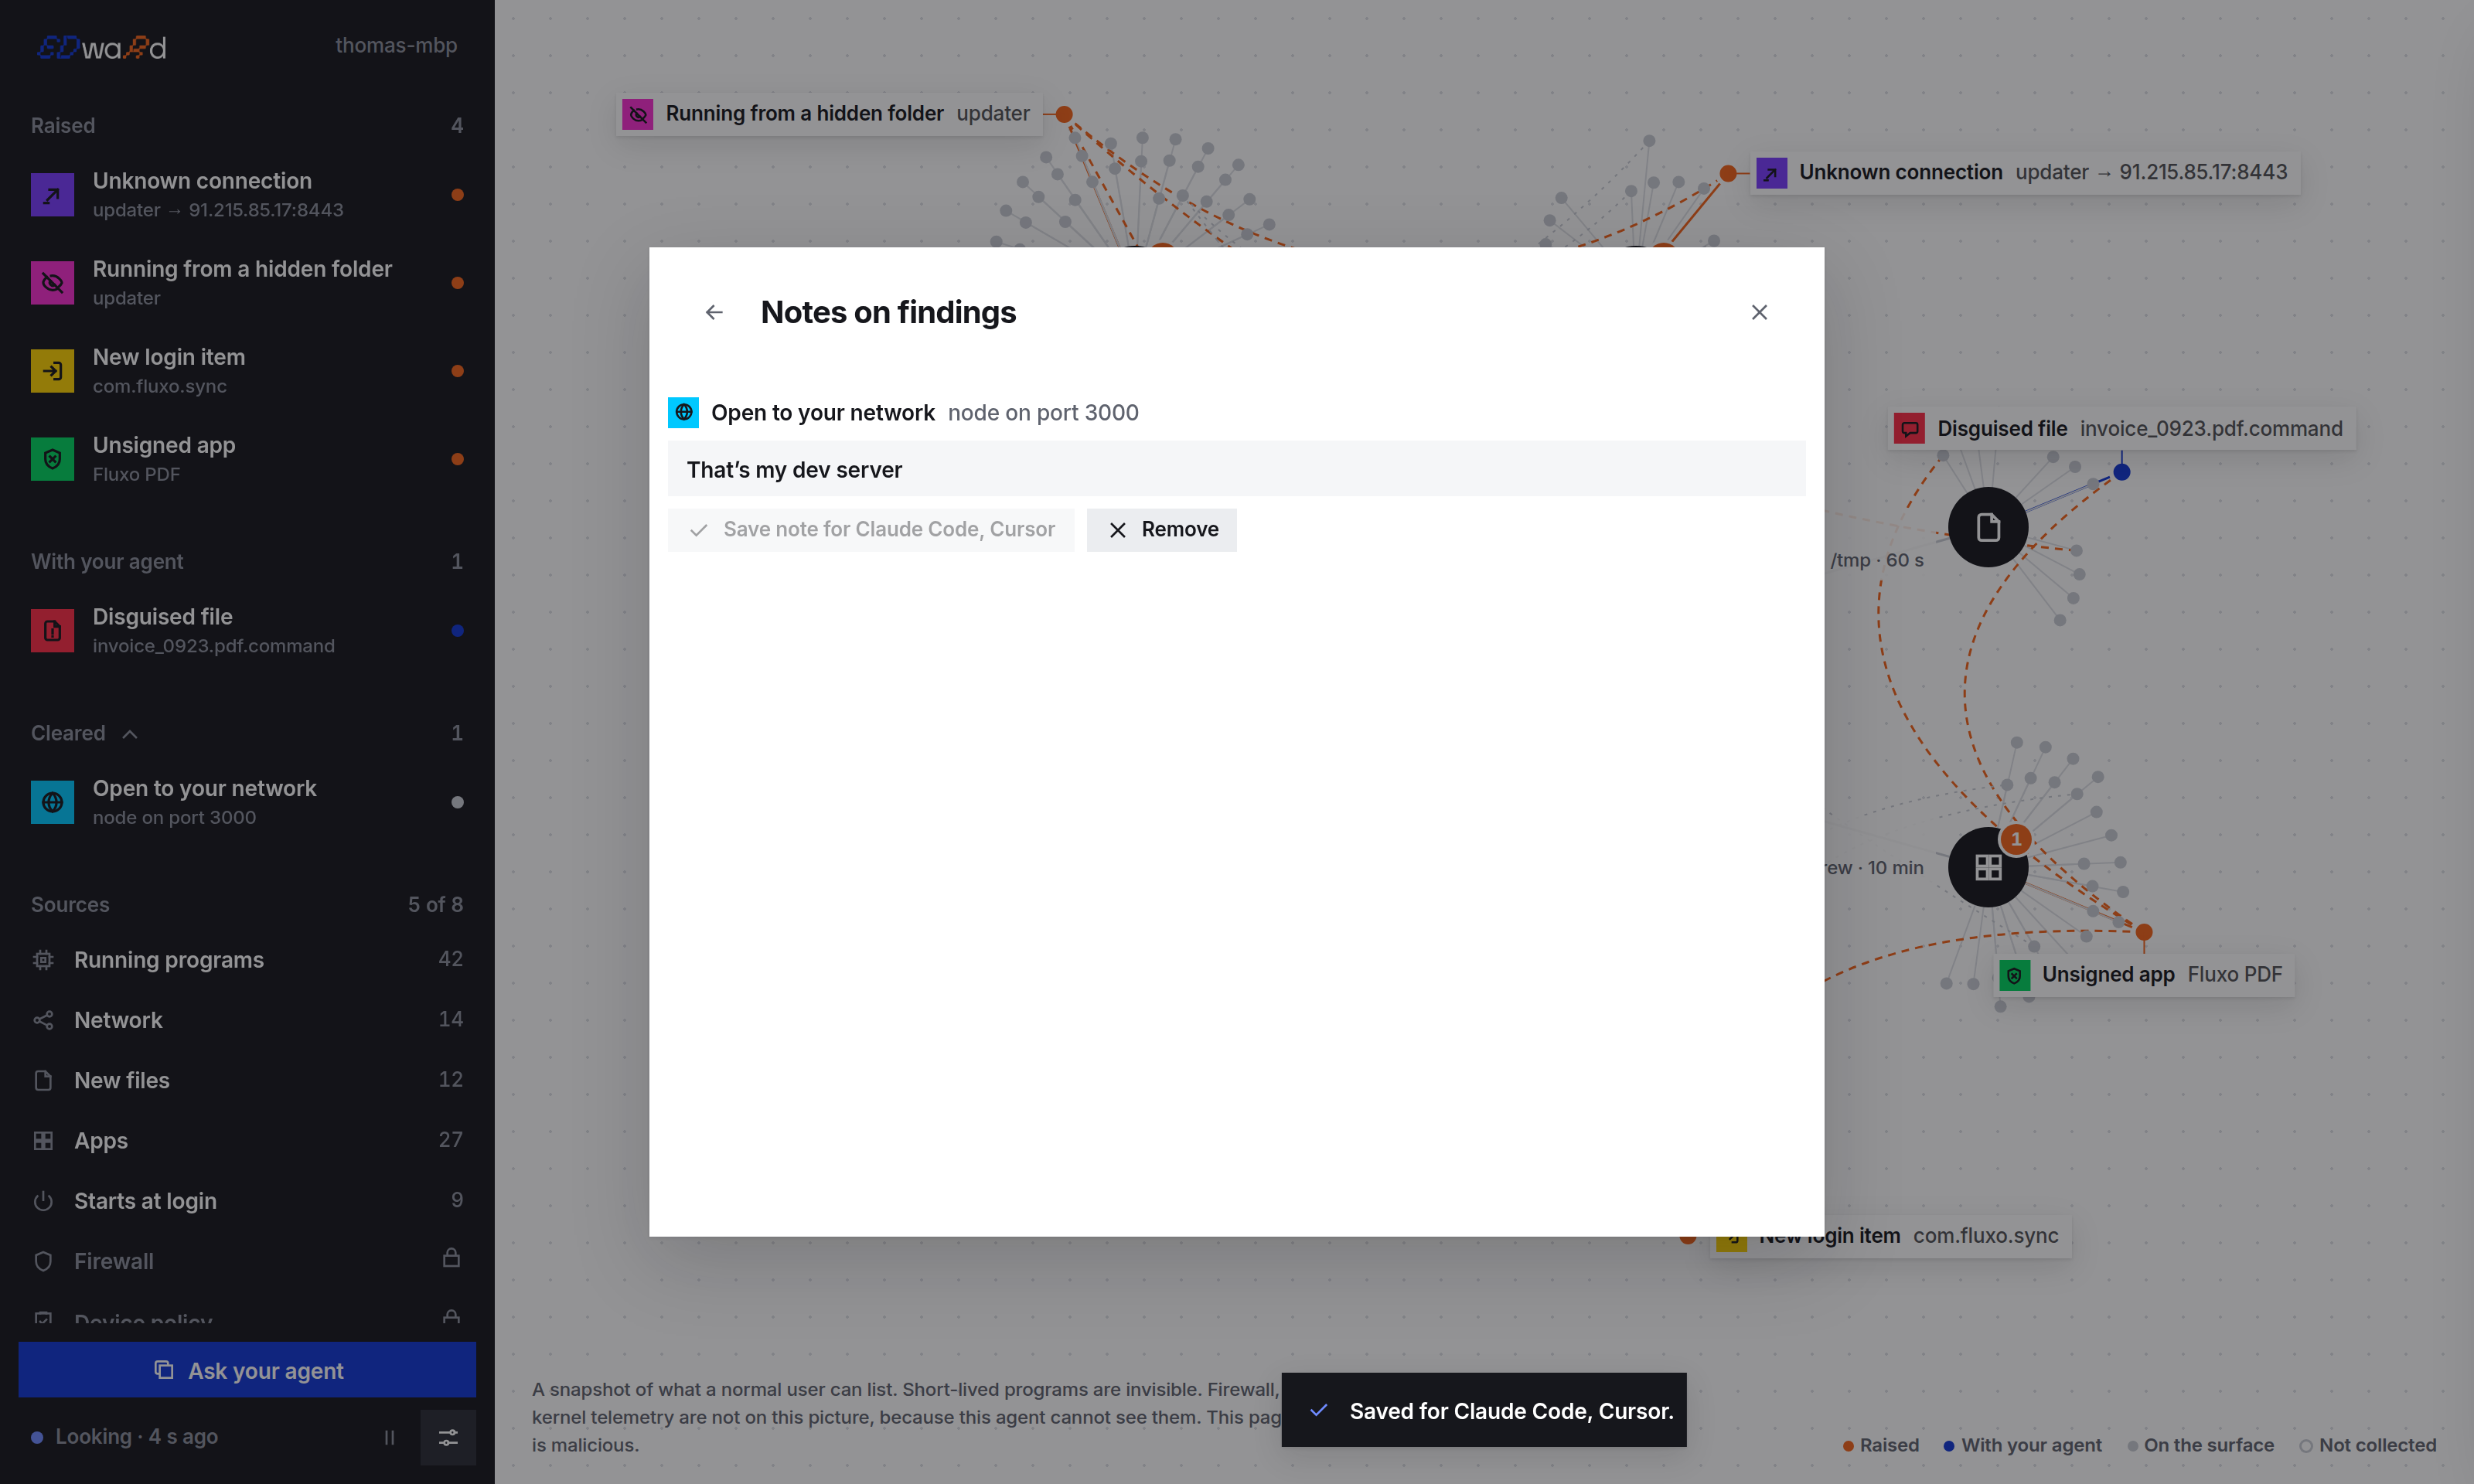 EDwaRd
thomas-mbp
Raised 4
Unknown connection
updater → 91.215.85.17:8443
Running from a hidden folder
updater
New login item
com.fluxo.sync
Unsigned app
Fluxo PDF
With your agent 1
Disguised file
invoice_0923.pdf.command
Cleared 1
Open to your network
node on port 3000
Sources 5 of 8
Running programs 42
Network 14
New files 12
Apps 27
Starts at login 9
Firewall
Device policy
Ask your agent
Looking · 4 s ago
Running from a hidden folder updater
Unknown connection updater → 91.215.85.17:8443
Disguised file invoice_0923.pdf.command
/tmp · 60 s
1
10 min
Unsigned app Fluxo PDF
New login item com.fluxo.sync
Notes on findings
Open to your network node on port 3000
That’s my dev server
Save note for Claude Code, Cursor
Remove
A snapshot of what a normal user can list. Short-lived programs are invisible. Firewall,
kernel telemetry are not on this picture, because this agent cannot see them. This
is malicious.
Saved for Claude Code, Cursor.
Raised
With your agent
On the surface
Not collected